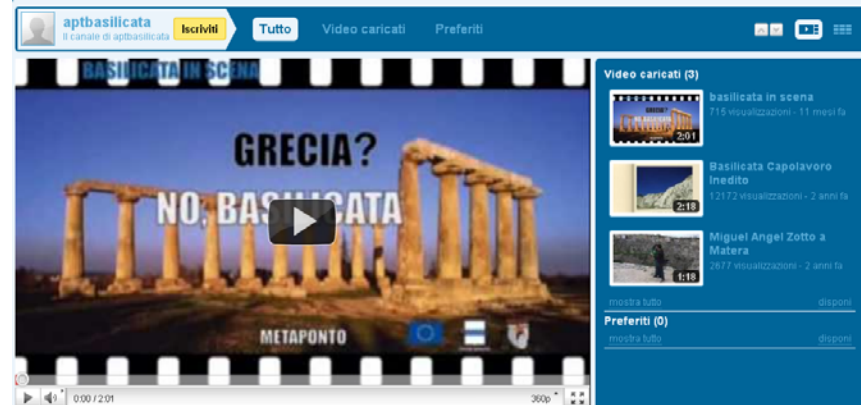 aptbasilicata
Il canale di aptbasilicata
Iscriviti
Tutto
Video caricati
Preferiti
BASILICATA IN SCENA
GRECIA?
NO, BASILICATA
METAPONTO
0:00 / 2:01
360p
Video caricati (3)
basilicata in scena
715 visualizzazioni - 11 mesi fa
2:01
Basilicata Capolavoro
Inedito
12172 visualizzazioni - 2 anni fa
2:18
Miguel Angel Zotto a
Matera
2677 visualizzazioni - 2 anni fa
1:18
mostra tutto
disponi
Preferiti (0)
mostra tutto
disponi